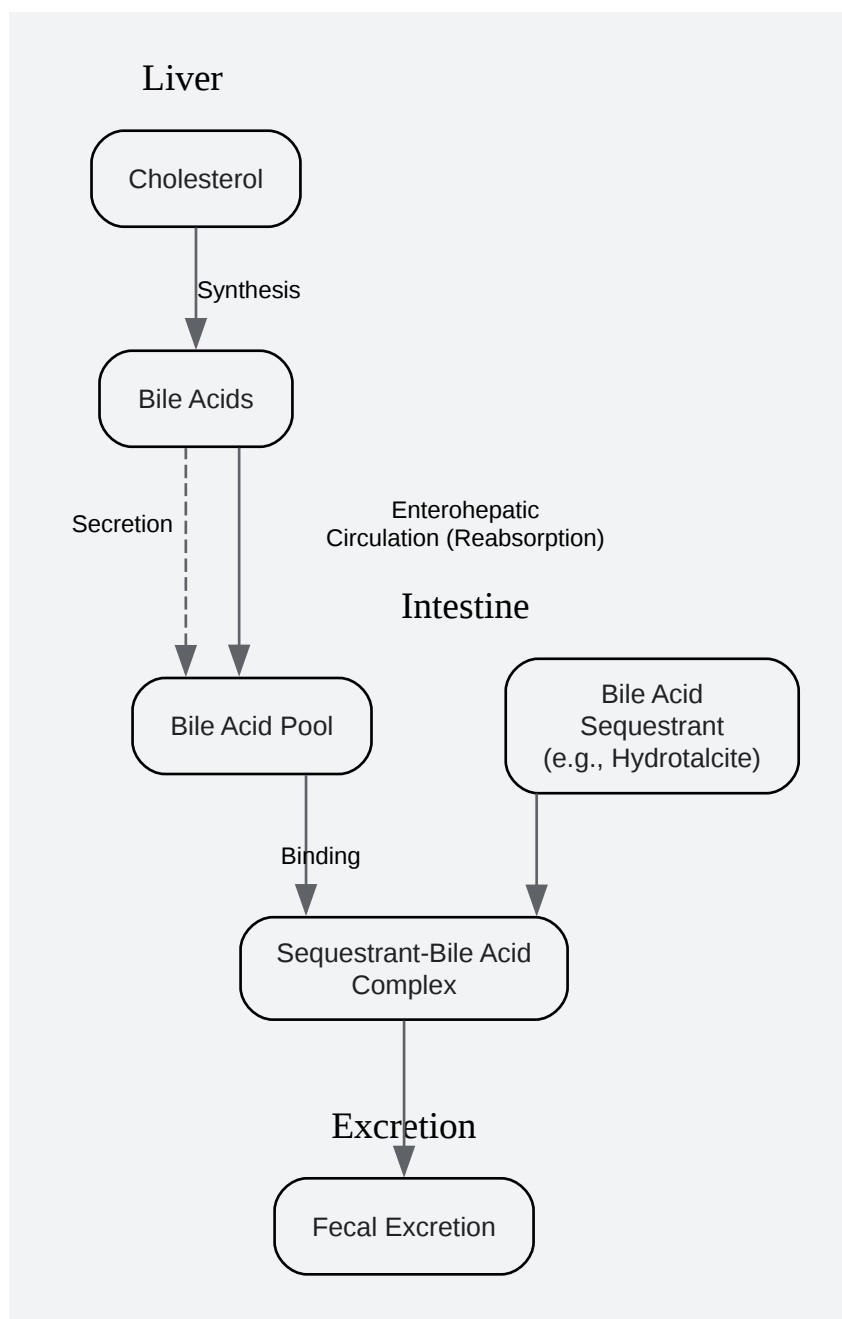 Liver
Cholesterol
Synthesis
Bile Acids
Secretion
Enterohepatic
Circulation (Reabsorption)
Intestine
Bile Acid Pool
Bile Acid
Sequestrant
(e.g., Hydrotalcite)
Binding
Sequestrant-Bile Acid
Complex
Excretion
Fecal Excretion